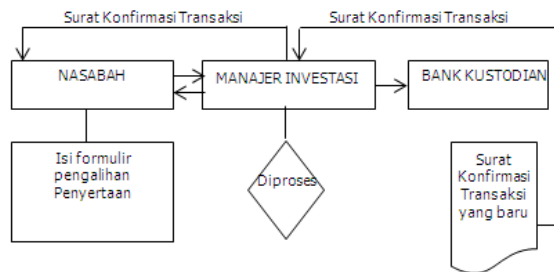 Surat Konfirmasi Transaksi
Surat Konfirmasi Transaksi
NASABAH
MANAJER INVESTASI
BANK KUSTODIAN
Isi formulir
pengalihan
Penyertaan
Diproses
Surat
Konfirmasi
Transaksi
yang baru